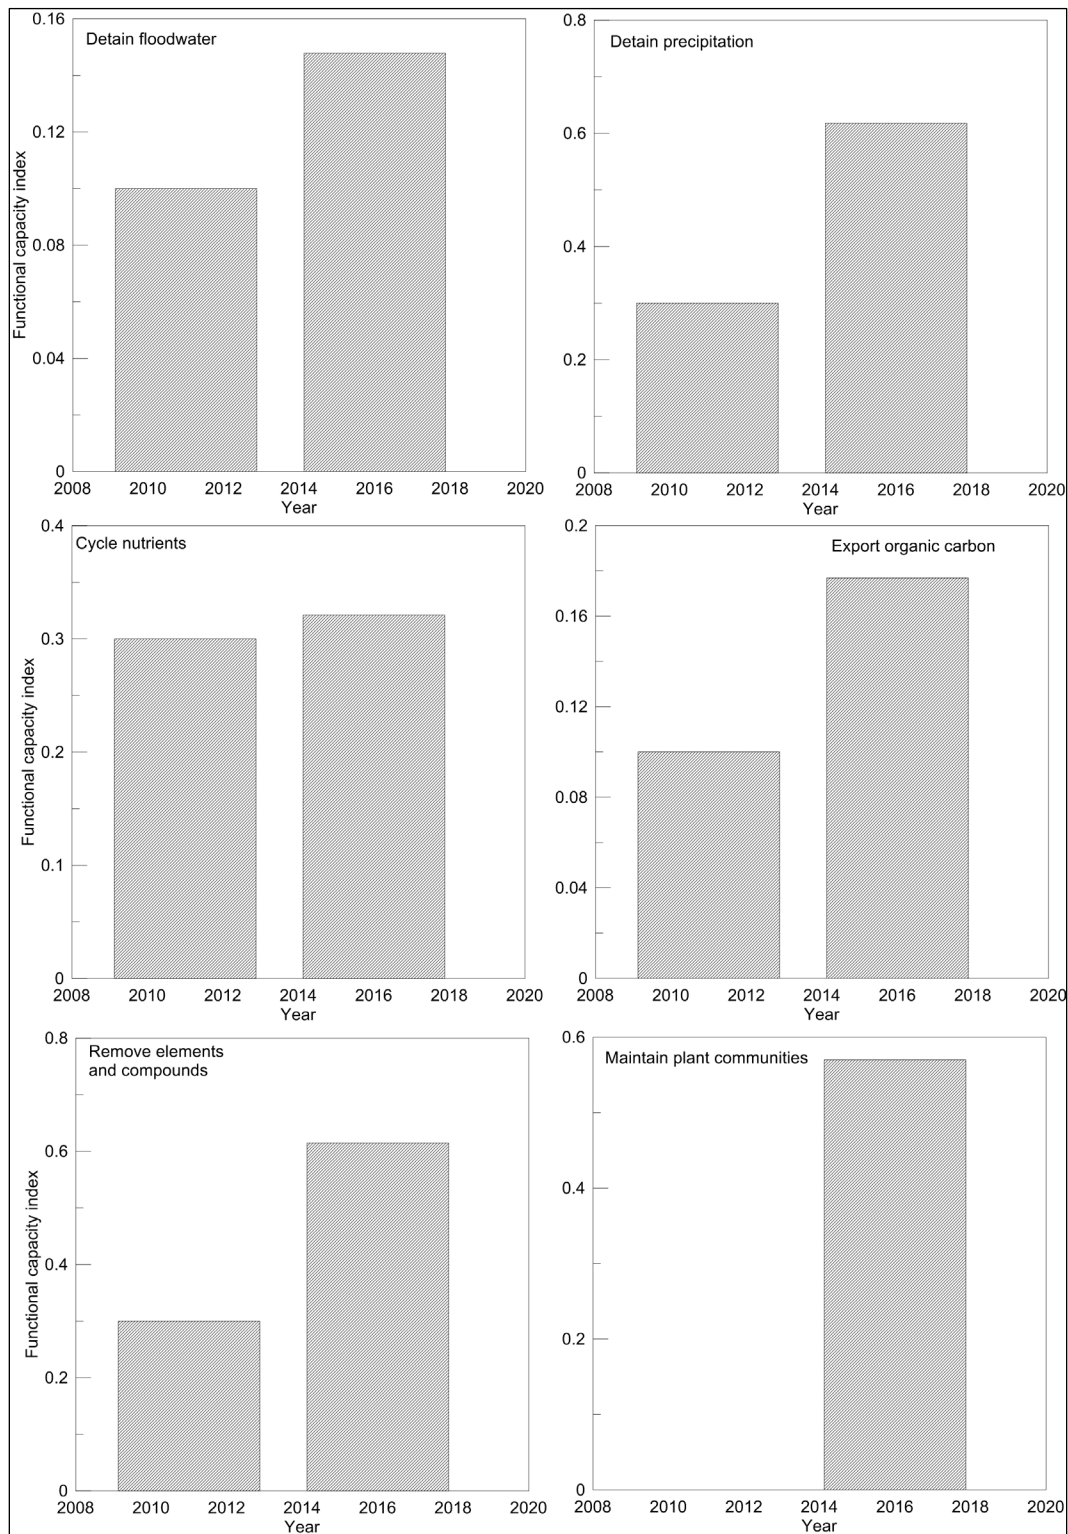 Detain floodwater
Functional capacity index
0.16
0.12
0.08
0.04
0
2008 2010 2012 2014 2016 2018 2020
Year
Detain precipitation
0.8
0.6
0.4
0.2
0
2008 2010 2012 2014 2016 2018 2020
Year
Cycle nutrients
Functional capacity index
0.4
0.3
0.2
0.1
0
2008 2010 2012 2014 2016 2018 2020
Year
Export organic carbon
0.2
0.16
0.12
0.08
0.04
0
2008 2010 2012 2014 2016 2018 2020
Year
Remove elements
and compounds
Functional capacity index
0.8
0.6
0.4
0.2
0
2008 2010 2012 2014 2016 2018 2020
Year
Maintain plant communities
0.6
0.4
0.2
0
2008 2010 2012 2014 2016 2018 2020
Year